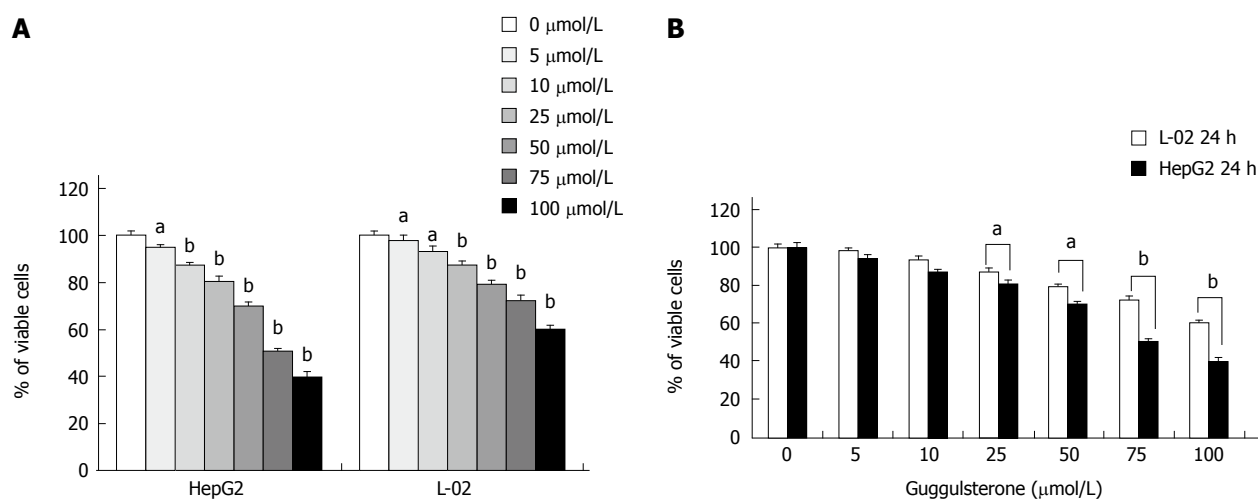 A
0 μmol/L
5 μmol/L
10 μmol/L
25 μmol/L
50 μmol/L
75 μmol/L
100 μmol/L
% of viable cells
120
100
80
60
40
20
0
a
b
b
b
b
b
a
a
b
b
b
b
HepG2
L-02
B
L-02 24 h
HepG2 24 h
% of viable cells
120
100
80
60
40
20
0
a
a
b
b
0 5 10 25 50 75 100
Guggulsterone (μmol/L)